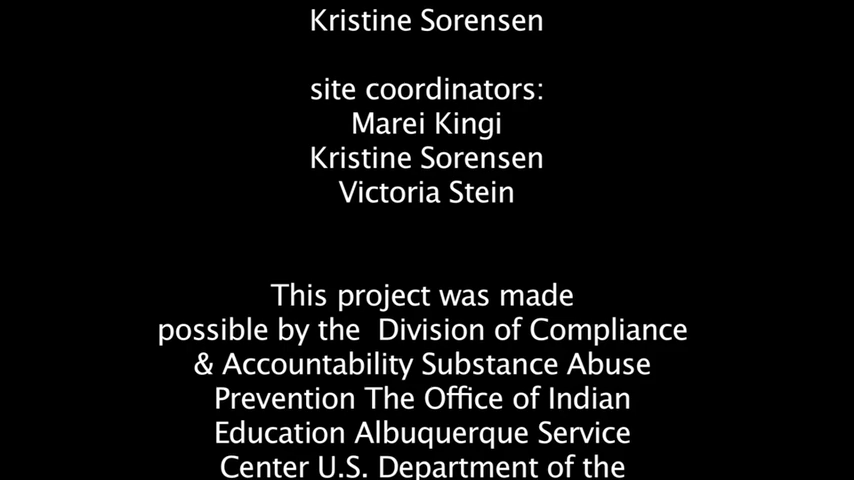 Kristine Sorensen
site coordinators:
Marei Kingi
Kristine Sorensen
Victoria Stein
This project was made
possible by the  Division of Compliance
& Accountability Substance Abuse
Prevention The Office of Indian
Education Albuquerque Service
Center U.S. Department of the